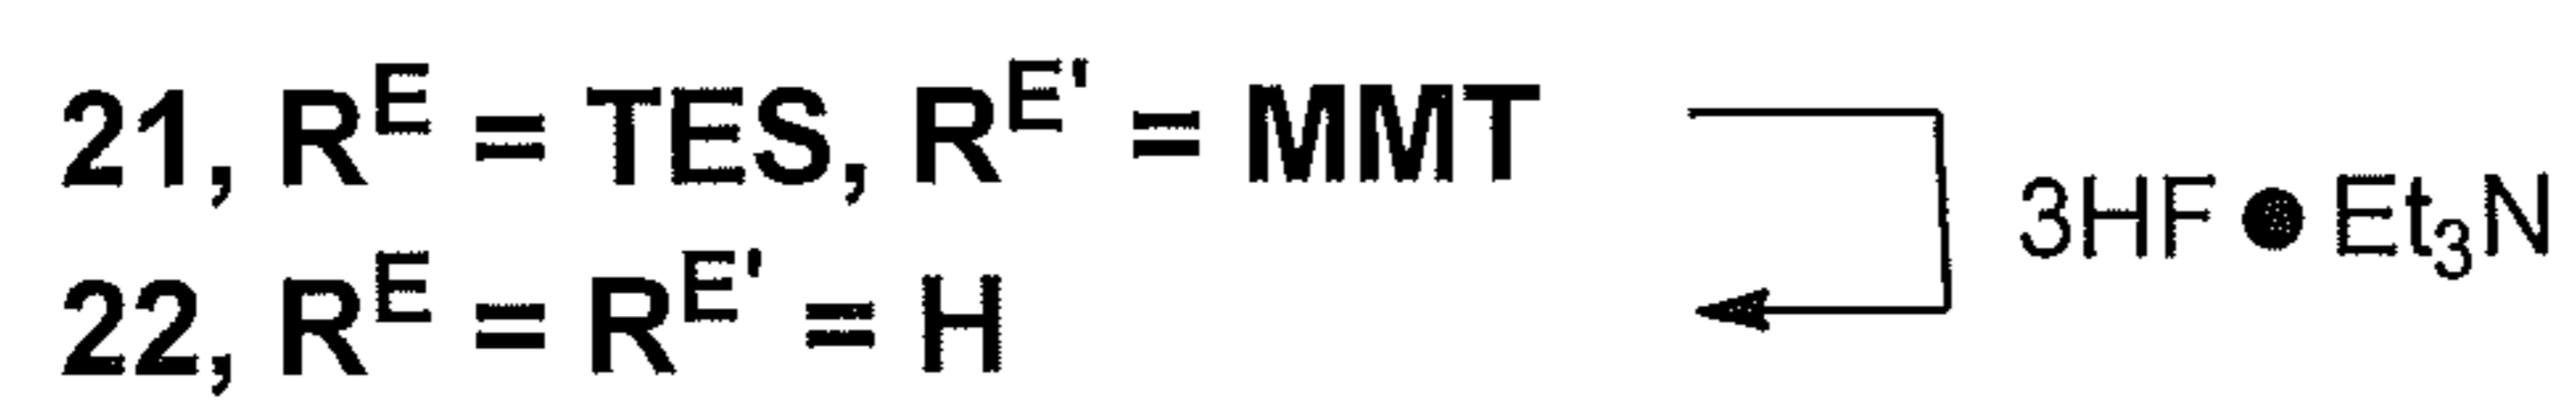 21, R^E = TES, R^E' = MMT
3HF●Et₃N
22, R^E = R^E' = H